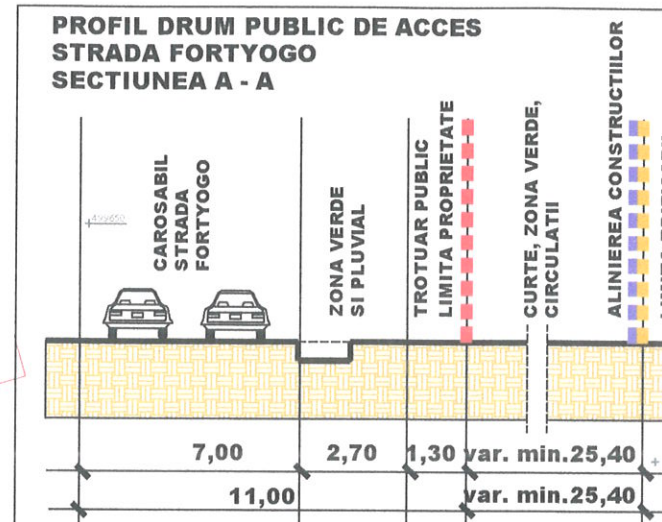 PROFIL DRUM PUBLIC DE ACCES
STRADA FORTYOGO
SECTIUNEA A - A
CAROSABIL
STRADA
FORTYOGO
ZONA VERDE
SI PLUVIAL
TROTUAR PUBLIC
LIMITA PROPRIETATE
CURTE, ZONA VERDE,
CIRCULATII
ALINIEREA CONSTRUCTIILOR
7,00 2,70 1,30 var. min.25,40
11,00 var. min.25,40